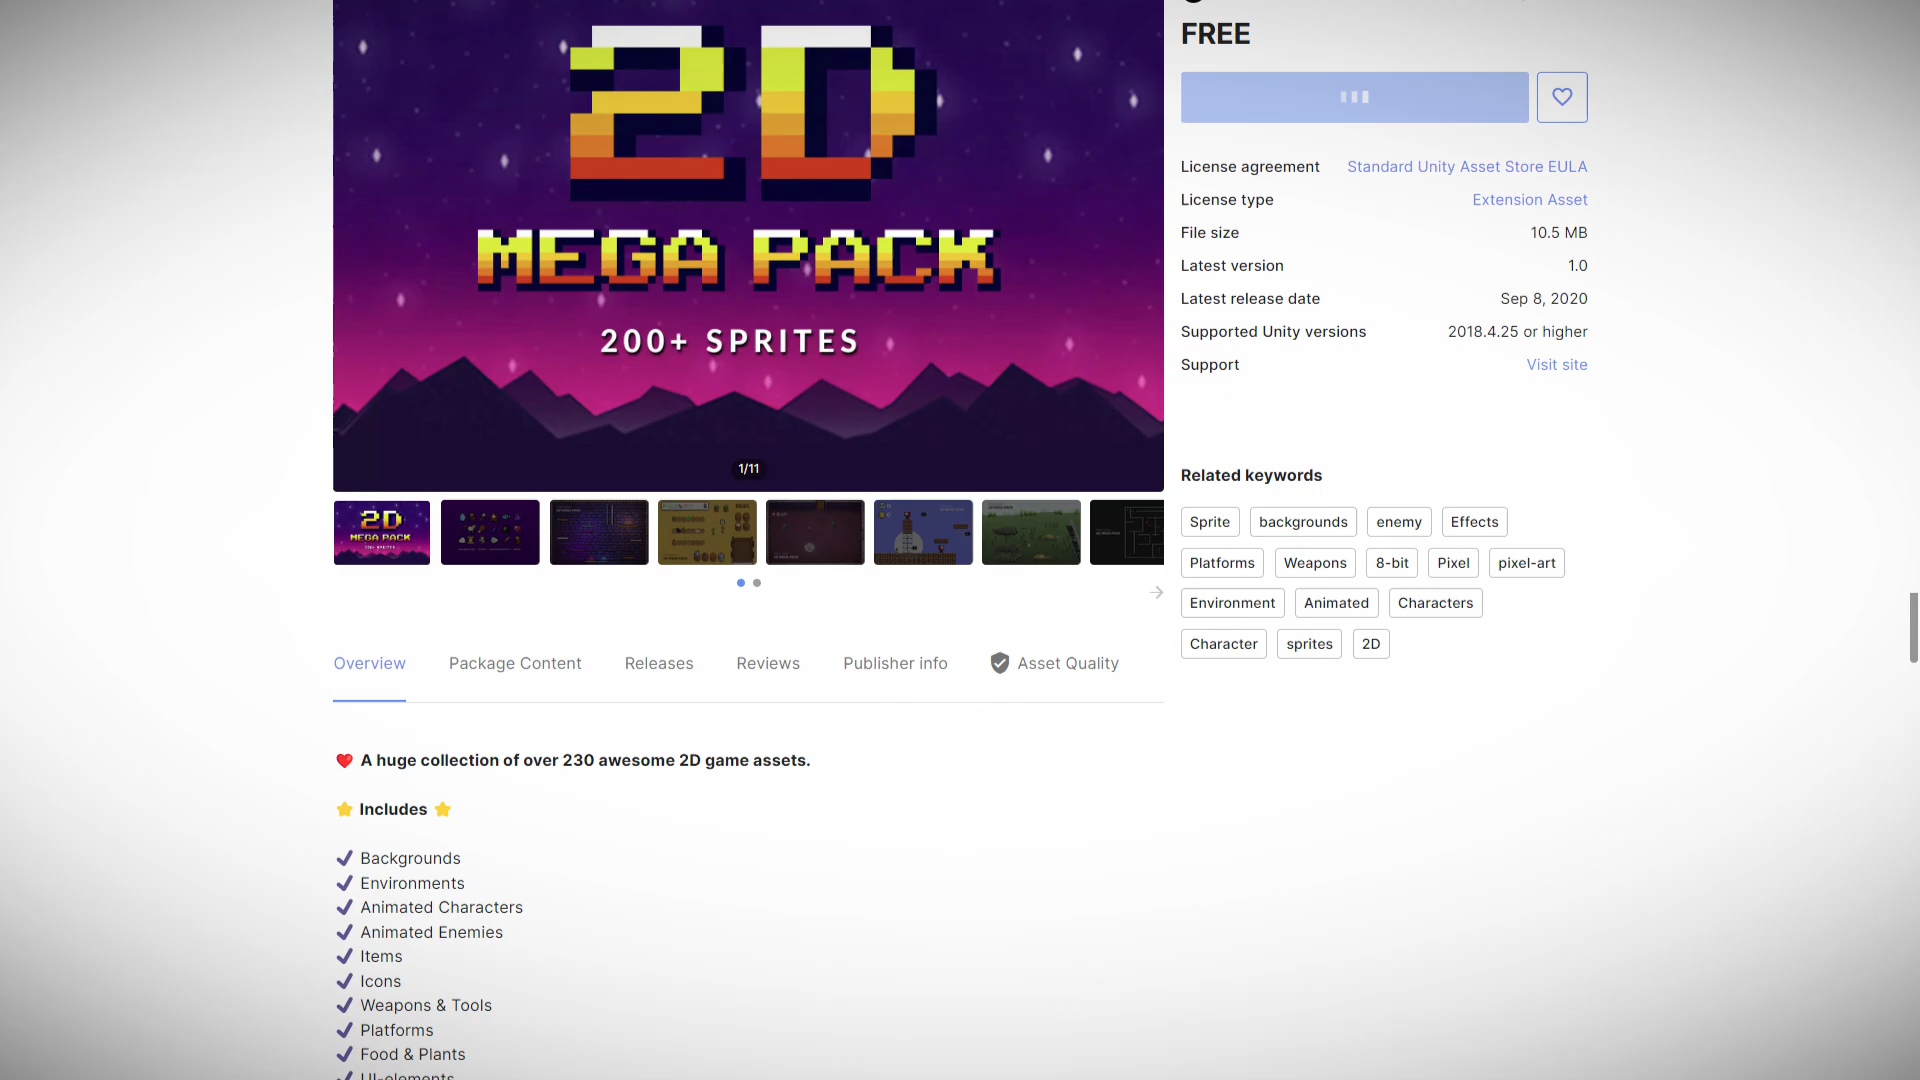 2D
MEGA PACK
200+ SPRITES
1/11
2D
MEGA PACK
Overview
Package Content
Releases
Reviews
Publisher info
Asset Quality
❤️ A huge collection of over 230 awesome 2D game assets.
⭐ Includes ⭐
✔ Backgrounds
✔ Environments
✔ Animated Characters
✔ Animated Enemies
✔ Items
✔ Icons
✔ Weapons & Tools
✔ Platforms
✔ Food & Plants
✔ UI-elements
FREE
License agreement Standard Unity Asset Store EULA
License type Extension Asset
File size 10.5 MB
Latest version 1.0
Latest release date Sep 8, 2020
Supported Unity versions 2018.4.25 or higher
Support Visit site
Related keywords
Sprite backgrounds enemy Effects
Platforms Weapons 8-bit Pixel pixel-art
Environment Animated Characters
Character sprites 2D